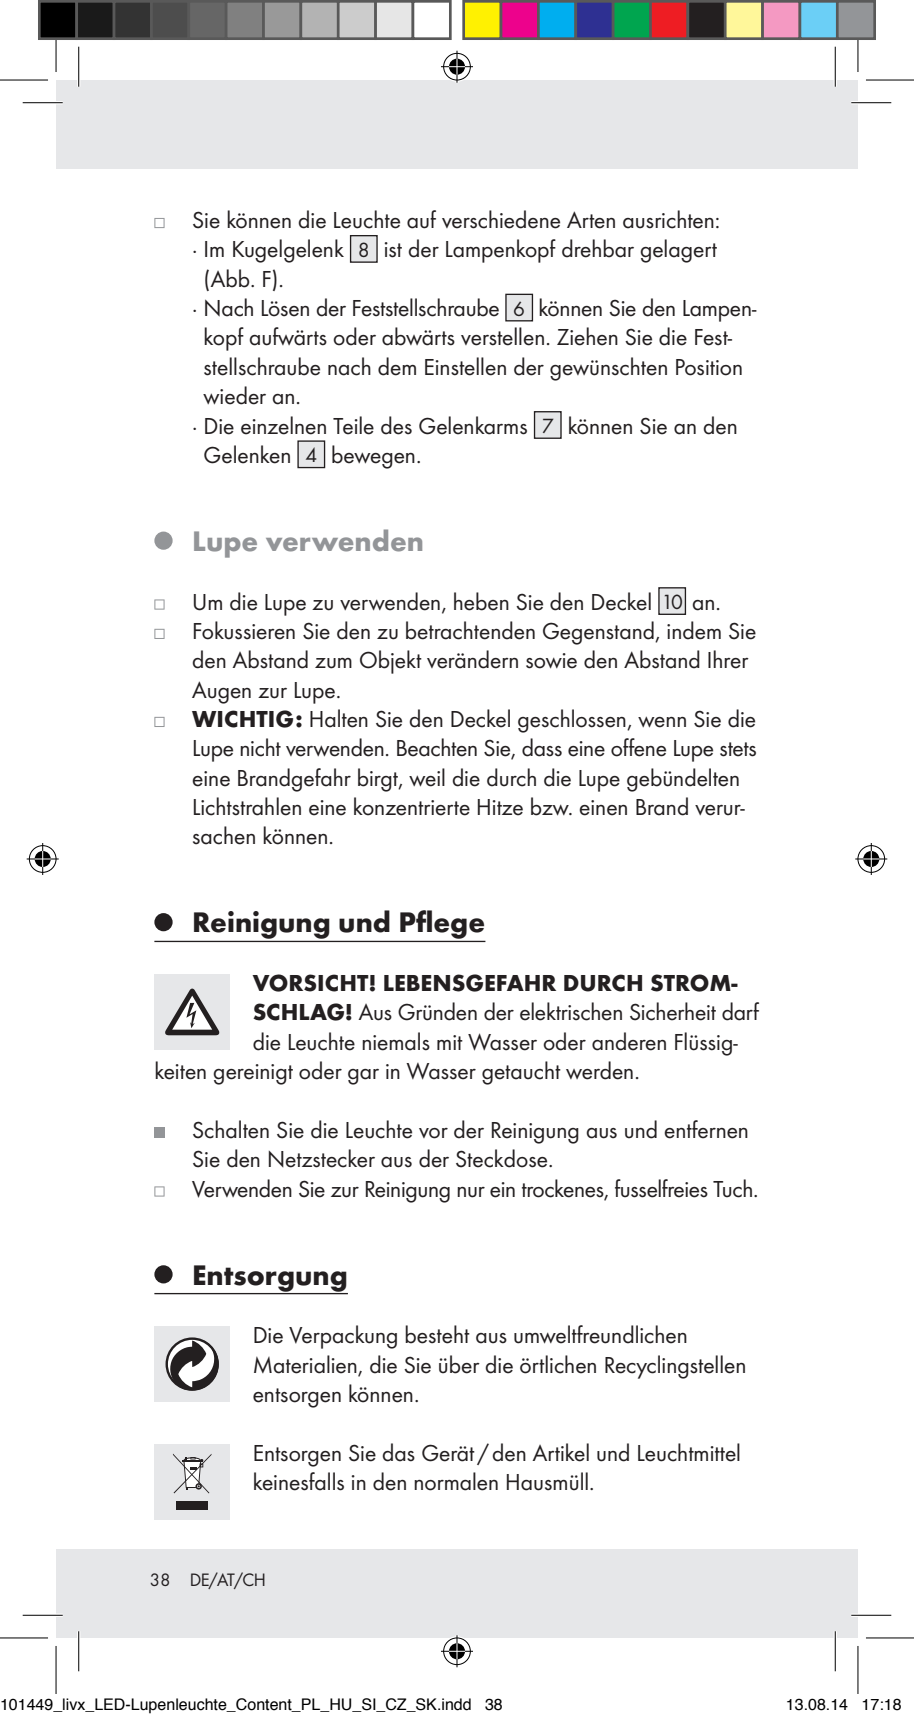 □ Sie können die Leuchte auf verschiedene Arten ausrichten:
· Im Kugelgelenk 8 ist der Lampenkopf drehbar gelagert
(Abb. F).
· Nach Lösen der Feststellschraube 6 können Sie den Lampen-
kopf aufwärts oder abwärts verstellen. Ziehen Sie die Fest-
stellschraube nach dem Einstellen der gewünschten Position
wieder an.
· Die einzelnen Teile des Gelenkarms 7 können Sie an den
Gelenken 4 bewegen.
● Lupe verwenden
□ Um die Lupe zu verwenden, heben Sie den Deckel 10 an.
□ Fokussieren Sie den zu betrachtenden Gegenstand, indem Sie
den Abstand zum Objekt verändern sowie den Abstand Ihrer
Augen zur Lupe.
□ WICHTIG: Halten Sie den Deckel geschlossen, wenn Sie die
Lupe nicht verwenden. Beachten Sie, dass eine offene Lupe stets
eine Brandgefahr birgt, weil die durch die Lupe gebündelten
Lichtstrahlen eine konzentrierte Hitze bzw. einen Brand verur-
sachen können.
● Reinigung und Pflege
VORSICHT! LEBENSGEFAHR DURCH STROM-
SCHLAG! Aus Gründen der elektrischen Sicherheit darf
die Leuchte niemals mit Wasser oder anderen Flüssig-
keiten gereinigt oder gar in Wasser getaucht werden.
■ Schalten Sie die Leuchte vor der Reinigung aus und entfernen
Sie den Netzstecker aus der Steckdose.
□ Verwenden Sie zur Reinigung nur ein trockenes, fusselfreies Tuch.
● Entsorgung
Die Verpackung besteht aus umweltfreundlichen
Materialien, die Sie über die örtlichen Recyclingstellen
entsorgen können.
Entsorgen Sie das Gerät / den Artikel und Leuchtmittel
keinesfalls in den normalen Hausmüll.
38 DE/AT/CH
101449_livx_LED-Lupenleuchte_Content_PL_HU_SI_CZ_SK.indd 38 13.08.14 17:18